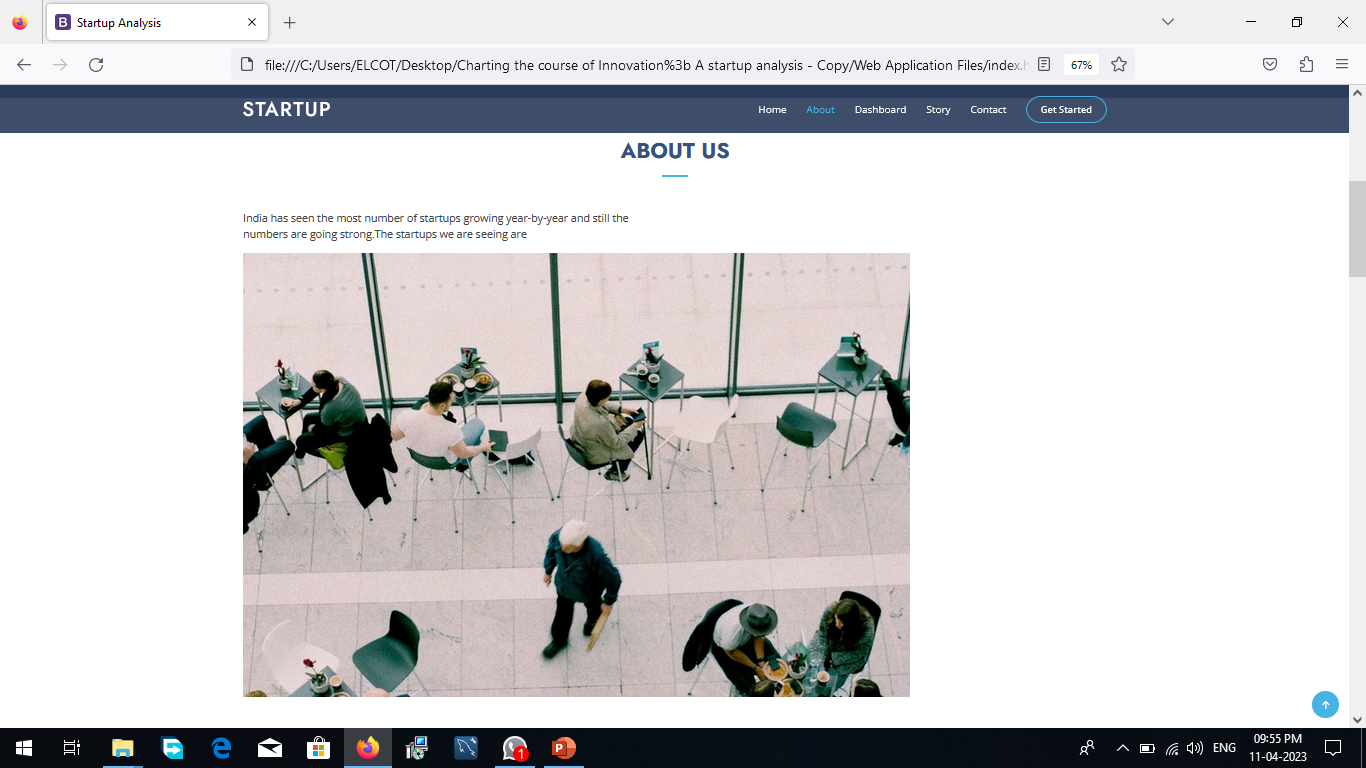 Startup Analysis
file:///C:/Users/ELCOT/Desktop/Charting the course of Innovation%3b A startup analysis - Copy/Web Application Files/index.h
67%
STARTUP
Home
About
Dashboard
Story
Contact
Get Started
ABOUT US
India has seen the most number of startups growing year-by-year and still the
numbers are going strong.The startups we are seeing are
1
ENG
09:55 PM
11-04-2023